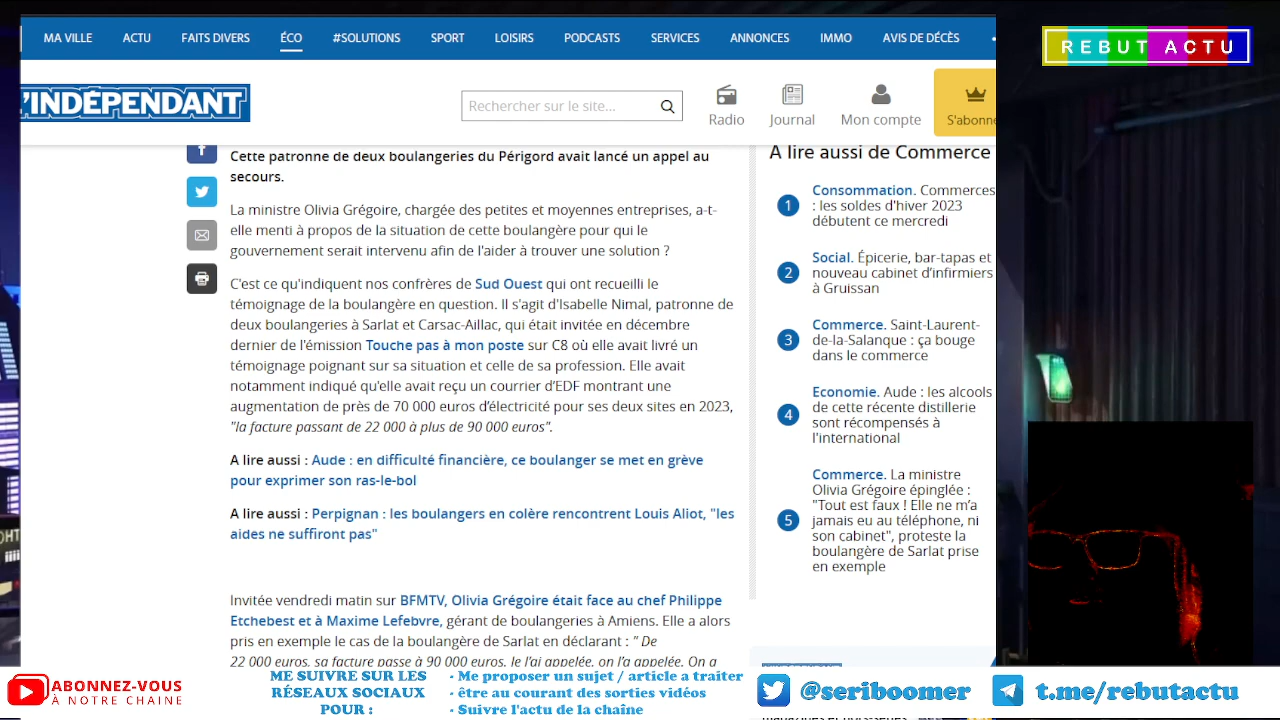 MA VILLE ACTU FAITS DIVERS ÉCO #SOLUTIONS SPORT LOISIRS PODCASTS SERVICES ANNONCES IMMO AVIS DE DÉCÈS
REBUT ACTU
L'INDÉPENDANT
Rechercher sur le site...
Radio
Journal
Mon compte
S'abonne
Cette patronne de deux boulangeries du Périgord avait lancé un appel au
secours.
La ministre Olivia Grégoire, chargée des petites et moyennes entreprises, a-t-
elle menti à propos de la situation de cette boulangère pour qui le
gouvernement serait intervenu afin de l'aider à trouver une solution ?
C'est ce qu'indiquent nos confrères de Sud Ouest qui ont recueilli le
témoignage de la boulangère en question. Il s'agit d'Isabelle Nimal, patronne de
deux boulangeries à Sarlat et Carsac-Aillac, qui était invitée en décembre
dernier de l'émission Touche pas à mon poste sur C8 où elle avait livré un
témoignage poignant sur sa situation et celle de sa profession. Elle avait
notamment indiqué qu'elle avait reçu un courrier d'EDF montrant une
augmentation de près de 70 000 euros d'électricité pour ses deux sites en 2023,
"la facture passant de 22 000 à plus de 90 000 euros".
A lire aussi : Aude : en difficulté financière, ce boulanger se met en grève
pour exprimer son ras-le-bol
A lire aussi : Perpignan : les boulangers en colère rencontrent Louis Aliot, "les
aides ne suffiront pas"
Invitée vendredi matin sur BFMTV, Olivia Grégoire était face au chef Philippe
Etchebest et à Maxime Lefebvre, gérant de boulangeries à Amiens. Elle a alors
pris en exemple le cas de la boulangère de Sarlat en déclarant : " De
22 000 euros, sa facture passe à 90 000 euros. Je l'ai appelée, on l'a appelée. On a
A lire aussi de Commerce
1
Consommation. Commerces
: les soldes d'hiver 2023
débutent ce mercredi
2
Social. Épicerie, bar-tapas et
nouveau cabinet d'infirmiers
à Gruissan
3
Commerce. Saint-Laurent-
de-la-Salanque : ça bouge
dans le commerce
4
Economie. Aude : les alcools
de cette récente distillerie
sont récompensés à
l'international
5
Commerce. La ministre
Olivia Grégoire épinglée :
"Tout est faux ! Elle ne m'a
jamais eu au téléphone, ni
son cabinet", proteste la
boulangère de Sarlat prise
en exemple
ABONNEZ-VOUS
À NOTRE CHAINE
ME SUIVRE SUR LES
RÉSEAUX SOCIAUX
POUR :
- Me proposer un sujet / article a traiter
- être au courant des sorties vidéos
- Suivre l'actu de la chaîne
@seriboomer
t.me/rebutactu